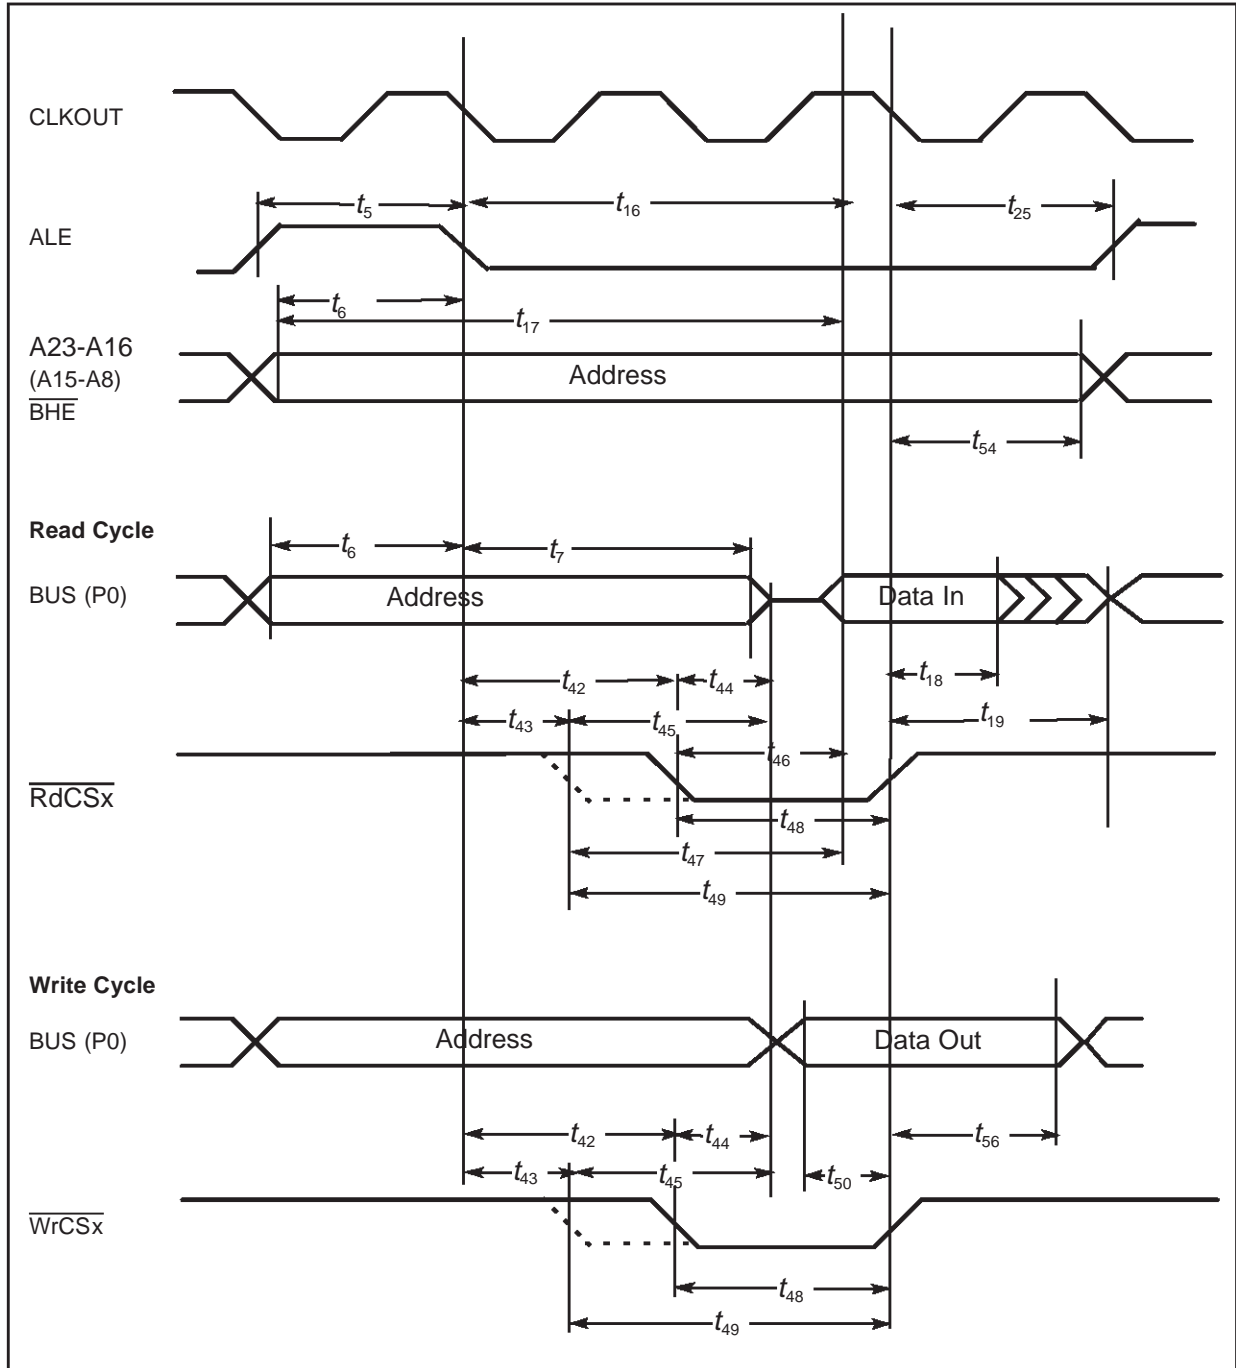 CLKOUT
t5
t16
t25
ALE
t6
t17
A23-A16
(A15-A8)
BHE
Address
t54
Read Cycle
t6
t7
BUS (P0)
Address
Data In
t18
t42
t44
t19
t43
t45
t46
RdCSx
t48
t47
t49
Write Cycle
BUS (P0)
Address
Data Out
t42
t44
t56
t43
t45
t50
WrCSx
t48
t49